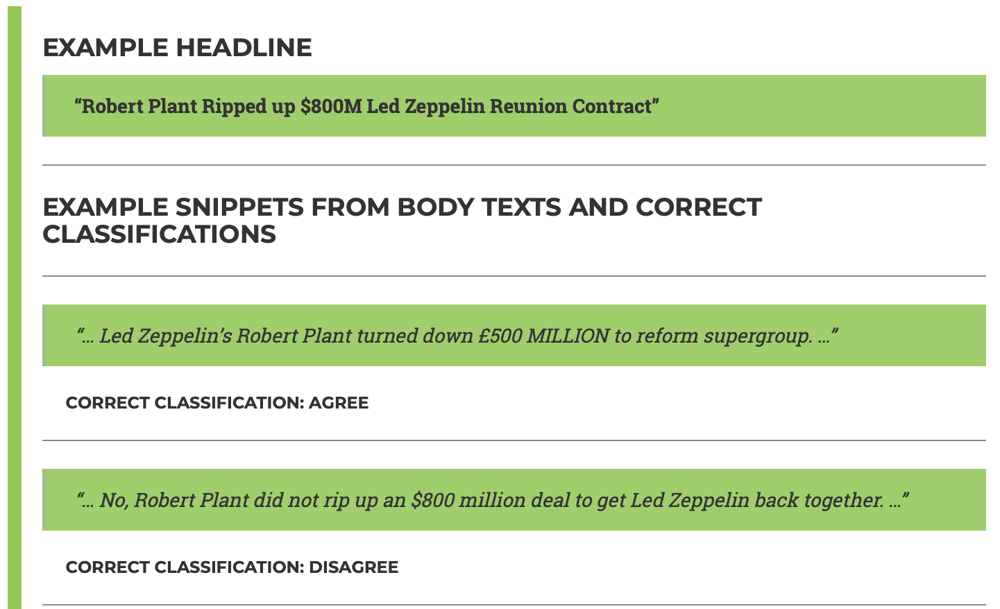 EXAMPLE HEADLINE
“Robert Plant Ripped up $800M Led Zeppelin Reunion Contract”
EXAMPLE SNIPPETS FROM BODY TEXTS AND CORRECT
CLASSIFICATIONS
“… Led Zeppelin’s Robert Plant turned down £500 MILLION to reform supergroup. …”
CORRECT CLASSIFICATION: AGREE
“… No, Robert Plant did not rip up an $800 million deal to get Led Zeppelin back together. …”
CORRECT CLASSIFICATION: DISAGREE